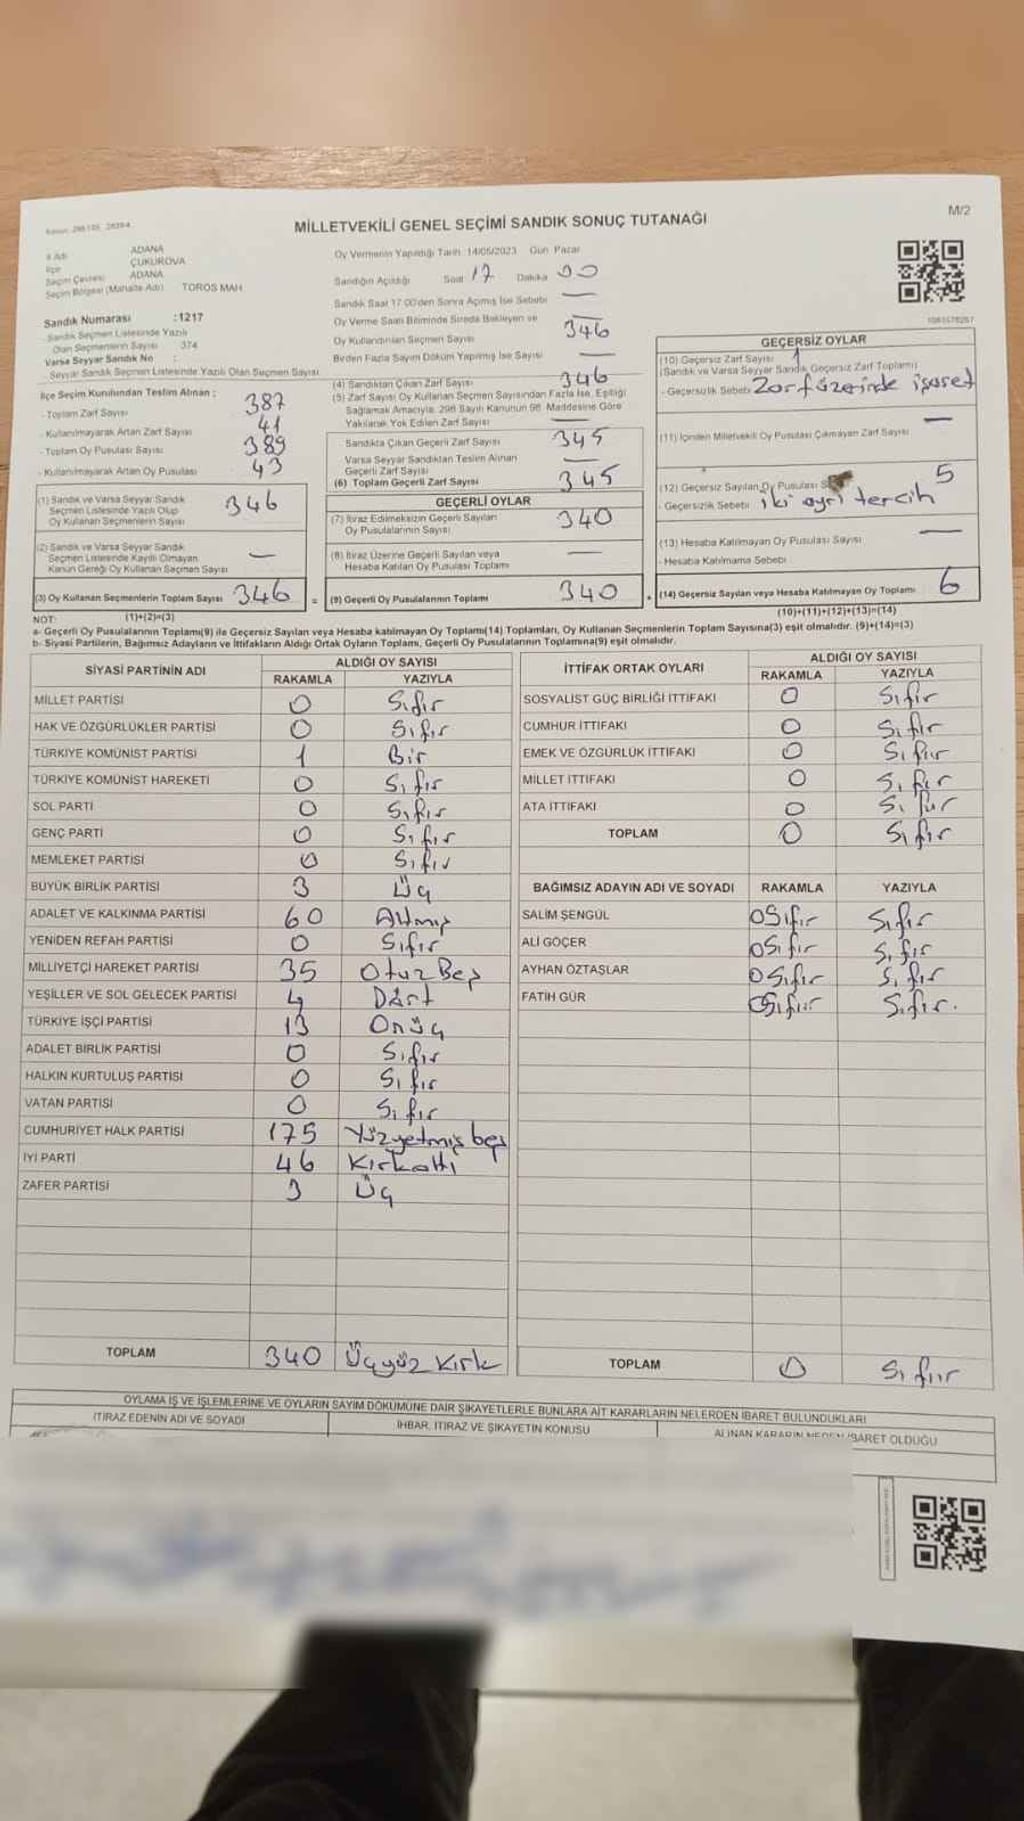 M/2
MİLLETVEKİLİ GENEL SEÇİMİ SANDIK SONUÇ TUTANAĞI
İl Adı ADANA
İlçe ÇUKUROVA
Seçim Çevresi ADANA
Seçim Bölgesi (Mahalle Adı) TOROS MAH
Sandık Numarası :1217
Sandık Seçmen Listesinde Yazılı
Olan Seçmenlerin Sayısı 374
Varsa Seyyar Sandık No :
Seyyar Sandık Seçmen Listesinde Yazılı Olan Seçmen Sayısı
Oy Vermenin Yapıldığı Tarih: 14/05/2023 Gün Pazar
Sandığın Açıldığı Saat 17 Dakika 00
Sandık Saat 17:00'den Sonra Açılmış İse Sebebi —
Oy Verme Saati Bitiminde Sırada Bekleyen ve
Oy Kullandırılan Seçmen Sayısı 346
Birden Fazla Sayım Döküm Yapılmış İse Sayısı —
İlçe Seçim Kurulundan Teslim Alınan ;
- Toplam Zarf Sayısı 387
- Kullanılmayarak Artan Zarf Sayısı 41
- Toplam Oy Pusulası Sayısı 389
- Kullanılmayarak Artan Oy Pusulası 43
(1) Sandık ve Varsa Seyyar Sandık
Seçmen Listesinde Yazılı Olup
Oy Kullanan Seçmenlerin Sayısı 346
(2) Sandık ve Varsa Seyyar Sandık
Seçmen Listesinde Kayıtlı Olmayan
Kanun Gereği Oy Kullanan Seçmen Sayısı —
(3) Oy Kullanan Seçmenlerin Toplam Sayısı 346
(1)+(2)=(3)
(4) Sandıktan Çıkan Zarf Sayısı 346
(5) Zarf Sayısı Oy Kullanan Seçmen Sayısından Fazla İse, Eşitliği
Sağlamak Amacıyla, 298 Sayılı Kanunun 98. Maddesine Göre
Yakılarak Yok Edilen Zarf Sayısı —
Sandıkta Çıkan Geçerli Zarf Sayısı 345
Varsa Seyyar Sandıktan Teslim Alınan
Geçerli Zarf Sayısı —
(6) Toplam Geçerli Zarf Sayısı 345
GEÇERLİ OYLAR
(7) İtiraz Edilmeksizin Geçerli Sayılan
Oy Pusulalarının Sayısı 340
(8) İtiraz Üzerine Geçerli Sayılan veya
Hesaba Katılan Oy Pusulası Toplamı —
= (9) Geçerli Oy Pusulalarının Toplamı 340
GEÇERSİZ OYLAR
(10) Geçersiz Zarf Sayısı 1
(Sandık ve Varsa Seyyar Sandık Geçersiz Zarf Toplamı)
- Geçersizlik Sebebi Zarf üzerinde işaret
(11) İçinden Milletvekili Oy Pusulası Çıkmayan Zarf Sayısı —
(12) Geçersiz Sayılan Oy Pusulası 5
- Geçersizlik Sebebi iki ayrı tercih
(13) Hesaba Katılmayan Oy Pusulası Sayısı —
- Hesaba Katılmama Sebebi
+ (14) Geçersiz Sayılan veya Hesaba Katılmayan Oy Toplamı 6
(10)+(11)+(12)+(13)=(14)
NOT:
a- Geçerli Oy Pusulalarının Toplamı(9) ile Geçersiz Sayılan veya Hesaba katılmayan Oy Toplamı(14) Toplamları, Oy Kullanan Seçmenlerin Toplam Sayısına(3) eşit olmalıdır. (9)+(14)=(3)
b- Siyasi Partilerin, Bağımsız Adayların ve İttifakların Aldığı Ortak Oyların Toplamı, Geçerli Oy Pusulalarının Toplamına(9) eşit olmalıdır.
SİYASİ PARTİNİN ADI ALDIĞI OY SAYISI
RAKAMLA YAZIYLA
MİLLET PARTİSİ 0 Sıfır
HAK VE ÖZGÜRLÜKLER PARTİSİ 0 Sıfır
TÜRKİYE KOMÜNİST PARTİSİ 1 Bir
TÜRKİYE KOMÜNİST HAREKETİ 0 Sıfır
SOL PARTİ 0 Sıfır
GENÇ PARTİ 0 Sıfır
MEMLEKET PARTİSİ 0 Sıfır
BÜYÜK BİRLİK PARTİSİ 3 Üç
ADALET VE KALKINMA PARTİSİ 60 Altmış
YENİDEN REFAH PARTİSİ 0 Sıfır
MİLLİYETÇİ HAREKET PARTİSİ 35 Otuz Beş
YEŞİLLER VE SOL GELECEK PARTİSİ 4 Dört
TÜRKİYE İŞÇİ PARTİSİ 13 Onüç
ADALET BİRLİK PARTİSİ 0 Sıfır
HALKIN KURTULUŞ PARTİSİ 0 Sıfır
VATAN PARTİSİ 0 Sıfır
CUMHURİYET HALK PARTİSİ 175 Yüzyetmiş beş
İYİ PARTİ 46 Kırkaltı
ZAFER PARTİSİ 3 Üç
TOPLAM 340 Üçyüz Kırk
İTTİFAK ORTAK OYLARI ALDIĞI OY SAYISI
RAKAMLA YAZIYLA
SOSYALİST GÜÇ BİRLİĞİ İTTİFAKI 0 Sıfır
CUMHUR İTTİFAKI 0 Sıfır
EMEK VE ÖZGÜRLÜK İTTİFAKI 0 Sıfır
MİLLET İTTİFAKI 0 Sıfır
ATA İTTİFAKI 0 Sıfır
TOPLAM 0 Sıfır
BAĞIMSIZ ADAYIN ADI VE SOYADI RAKAMLA YAZIYLA
SALİM ŞENGÜL 0Sıfır Sıfır
ALİ GÖÇER 0Sıfır Sıfır
AYHAN ÖZTAŞLAR 0Sıfır Sıfır
FATİH GÜR 0Sıfır Sıfır.
TOPLAM 0 Sıfır
OYLAMA İŞ VE İŞLEMLERİNE VE OYLARIN SAYIM DÖKÜMÜNE DAİR ŞİKAYETLERLE BUNLARA AİT KARARLARIN NELERDEN İBARET BULUNDUKLARI
İTİRAZ EDENİN ADI VE SOYADI İHBAR, İTİRAZ VE ŞİKAYETİN KONUSU ALINAN KARARIN NEDEN İBARET OLDUĞU